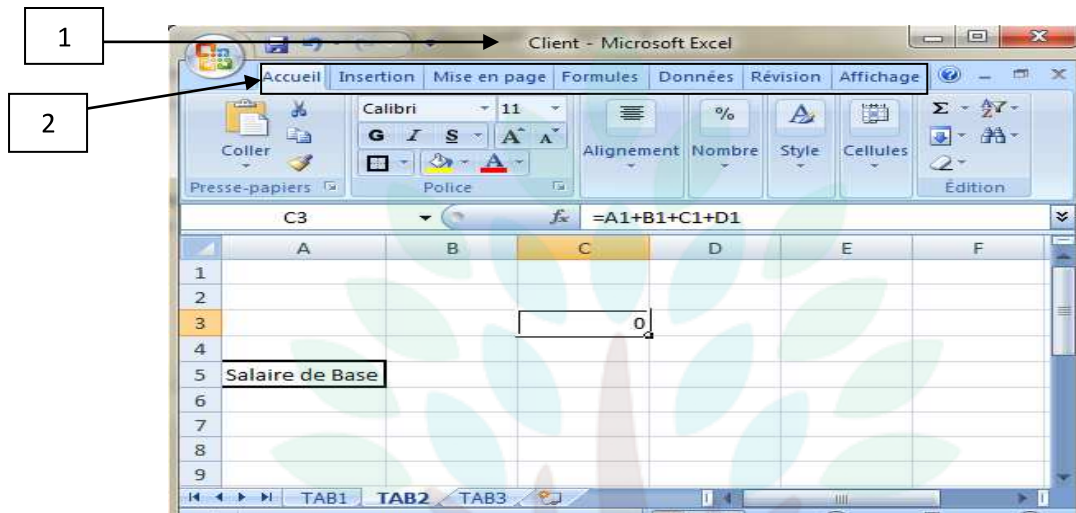 1
Client - Microsoft Excel
Accueil Insertion Mise en page Formules Données Révision Affichage
2
Calibri 11
G I S A A
Coller
A
Alignement Nombre Style Cellules
Presse-papiers Police Édition
C3 fx =A1+B1+C1+D1
A B C D E F
1
2
3 0
4
5 Salaire de Base
6
7
8
9
TAB1 TAB2 TAB3